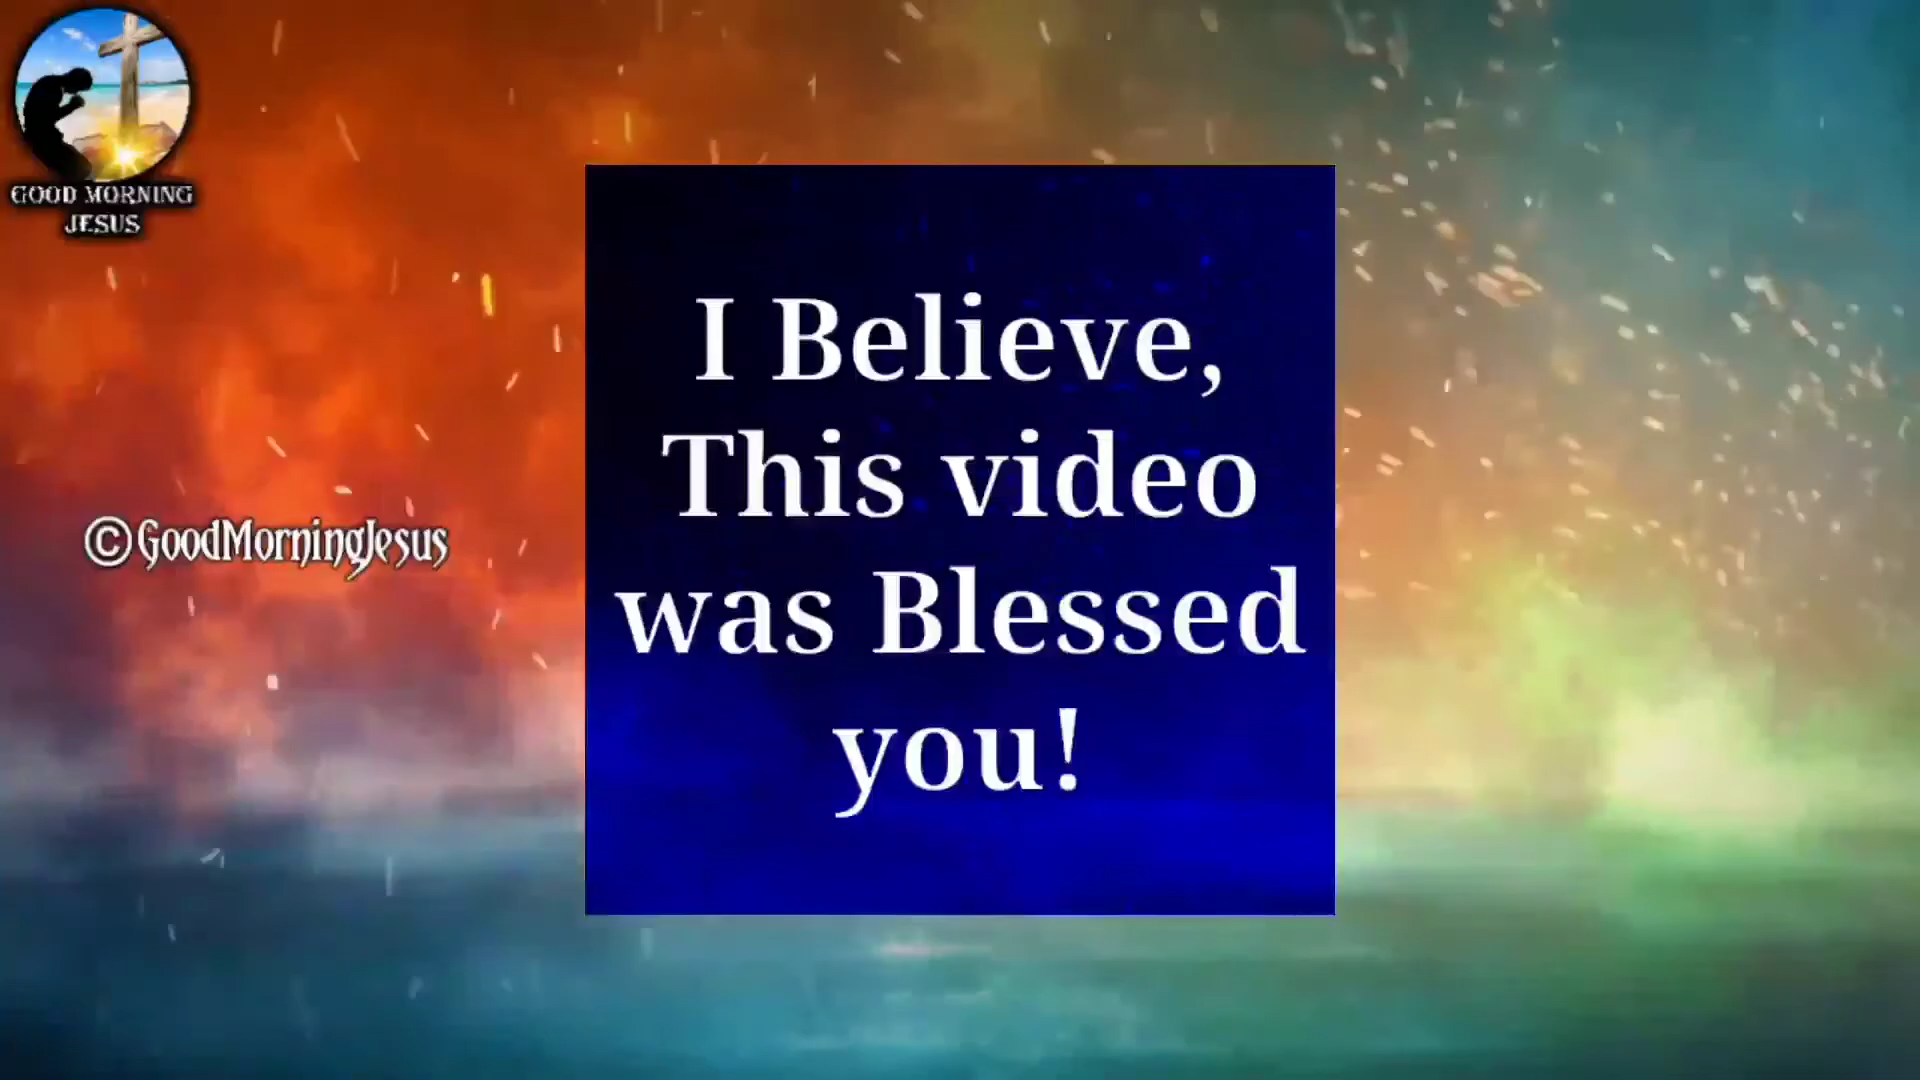 GOOD MORNING
JESUS
I Believe,
This video
was Blessed
you!
©GoodMorningJesus